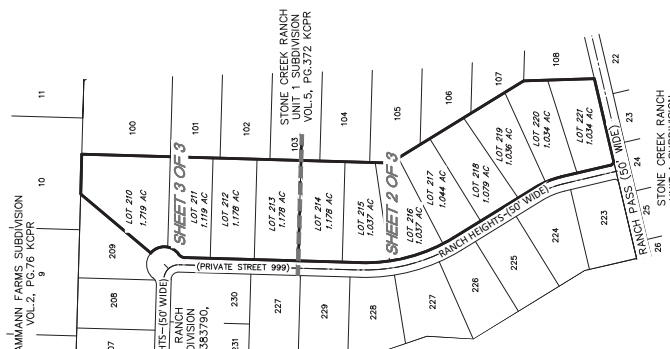 STONE CREEK RANCH
UNIT 1 SUBDIVISION
VOL.5, PG.372 KCPR
11
100
101
102
103
104
105
106
107
108
22
10
SHEET 3 OF 3
SHEET 2 OF 3
LOT 210
1.719 AC
LOT 211
1.119 AC
LOT 212
1.178 AC
LOT 213
1.178 AC
LOT 214
1.178 AC
LOT 215
1.037 AC
LOT 216
1.037 AC
LOT 217
1.044 AC
LOT 218
1.079 AC
LOT 219
1.036 AC
LOT 220
1.034 AC
LOT 221
1.034 AC
23
24
25
26
RANCH PASS (50' WIDE)
STONE CREEK RANCH
AMMANN FARMS SUBDIVISION
VOL.2, PG.76 KCPR
9
209
208
07
HTS-(50' WIDE)
(PRIVATE STREET 999)
RANCH HEIGHTS-(50' WIDE)
RANCH
DIVISION
383790,
230
231
227
229
228
227
226
225
224
223